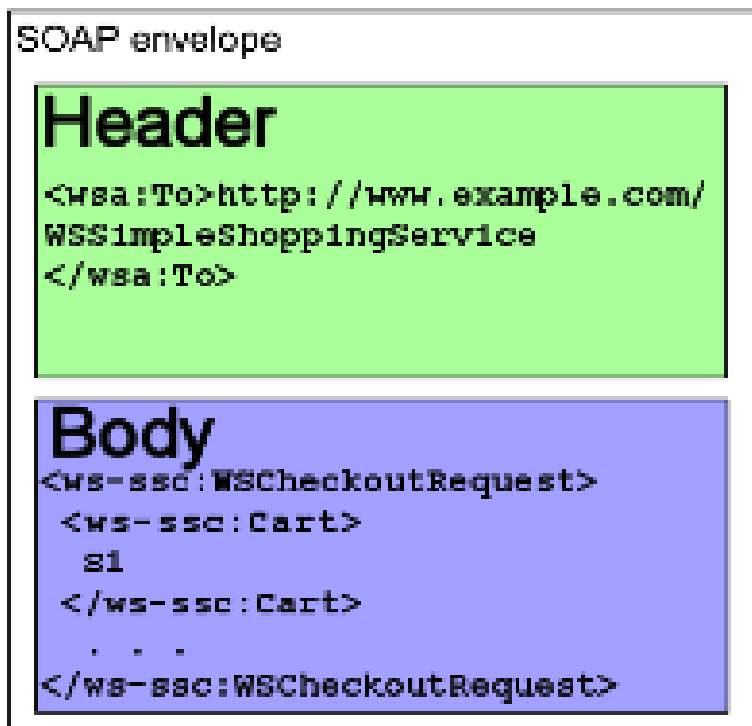 SOAP envelope
Header
<wsa:To>http://www.example.com/
WSSimpleShoppingService
</wsa:To>
Body
<ws-ssc:WSCheckoutRequest>
<ws-ssc:Cart>
S1
</ws-ssc:Cart>
. . .
</ws-ssc:WSCheckoutRequest>